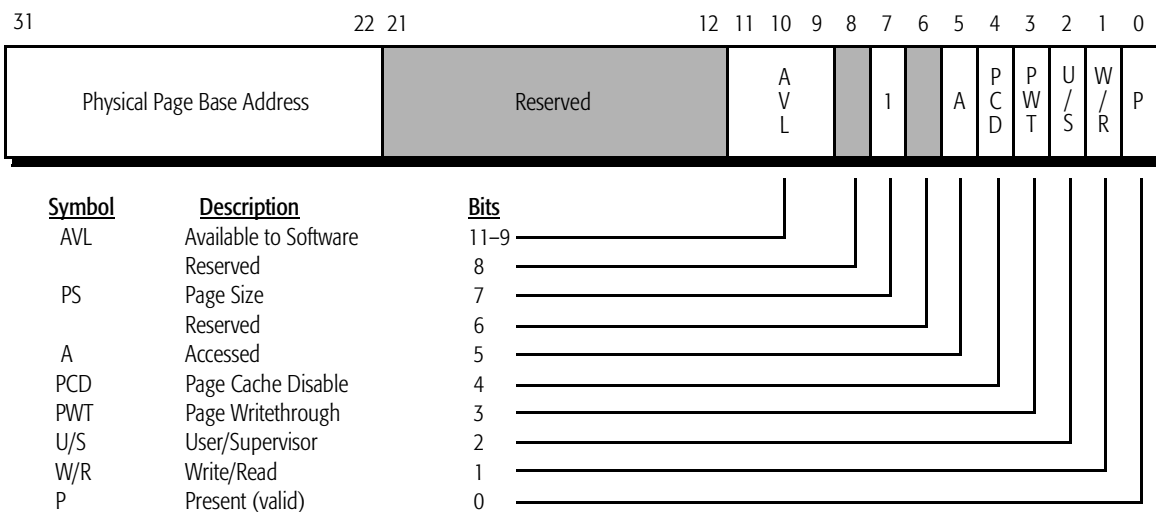 31 22 21 12 11 10 9 8 7 6 5 4 3 2 1 0
Physical Page Base Address Reserved AVL 1 A PCD PWT U/S W/R P
Symbol Description Bits
AVL Available to Software 11–9
Reserved 8
PS Page Size 7
Reserved 6
A Accessed 5
PCD Page Cache Disable 4
PWT Page Writethrough 3
U/S User/Supervisor 2
W/R Write/Read 1
P Present (valid) 0